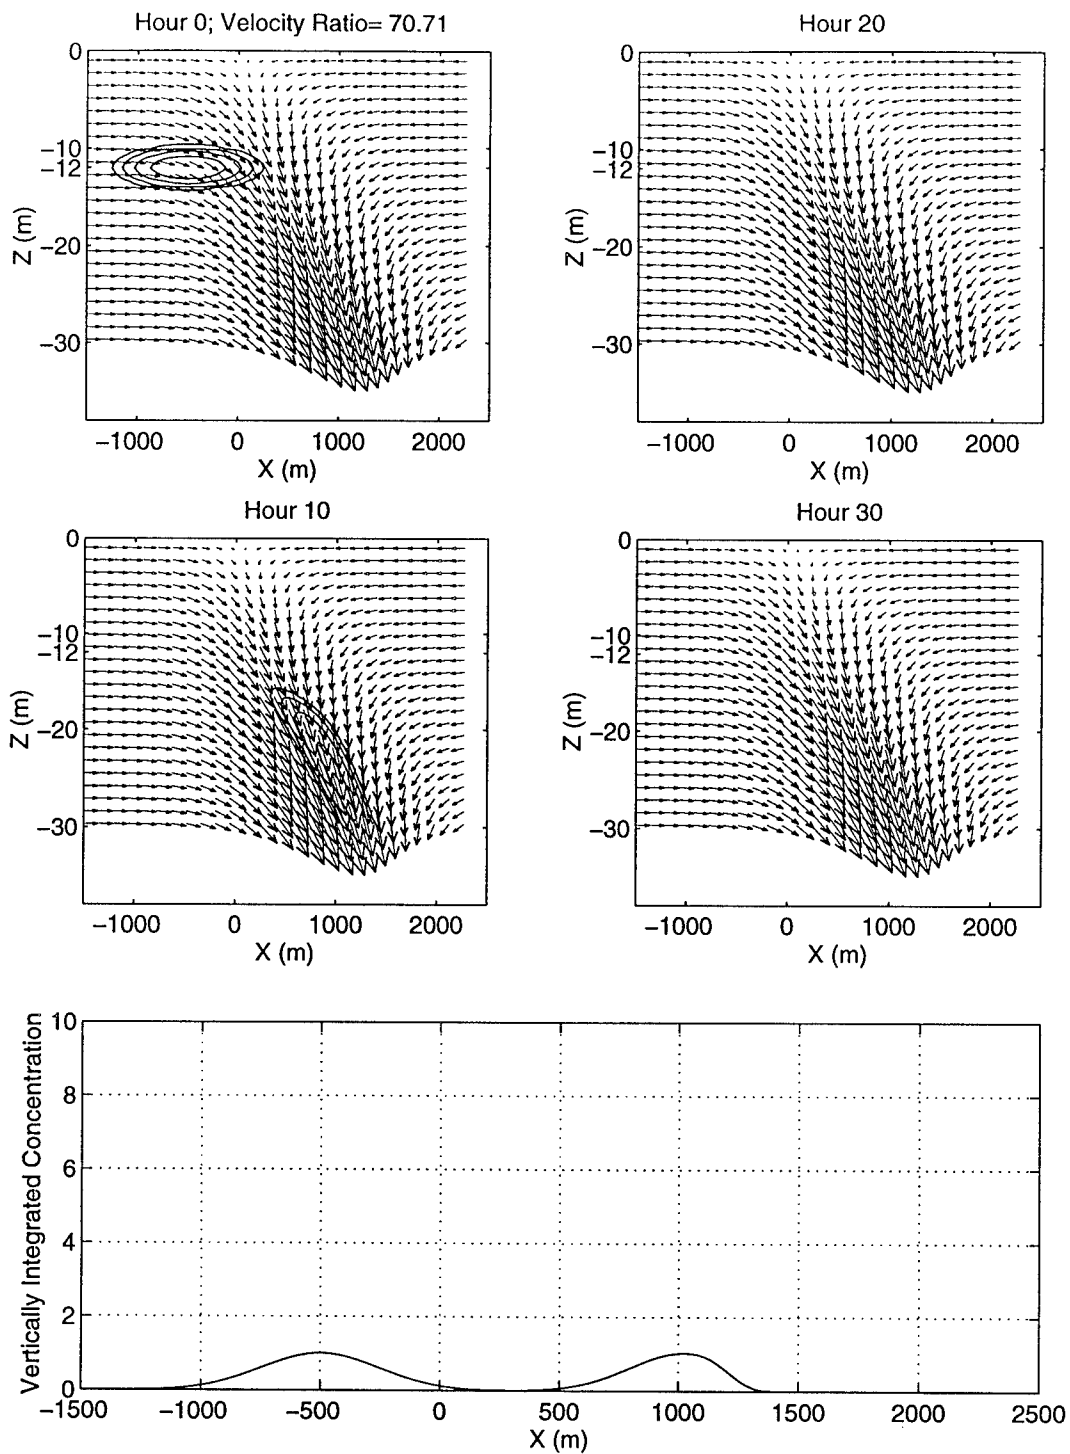 Hour 0; Velocity Ratio= 70.71
0
−10
−12
−20
−30
Z (m)
−1000 0 1000 2000
X (m)
Hour 20
0
−10
−12
−20
−30
Z (m)
−1000 0 1000 2000
X (m)
Hour 10
0
−10
−12
−20
−30
Z (m)
−1000 0 1000 2000
X (m)
Hour 30
0
−10
−12
−20
−30
Z (m)
−1000 0 1000 2000
X (m)
Vertically Integrated Concentration
10
8
6
4
2
0
−1500 −1000 −500 0 500 1000 1500 2000 2500
X (m)